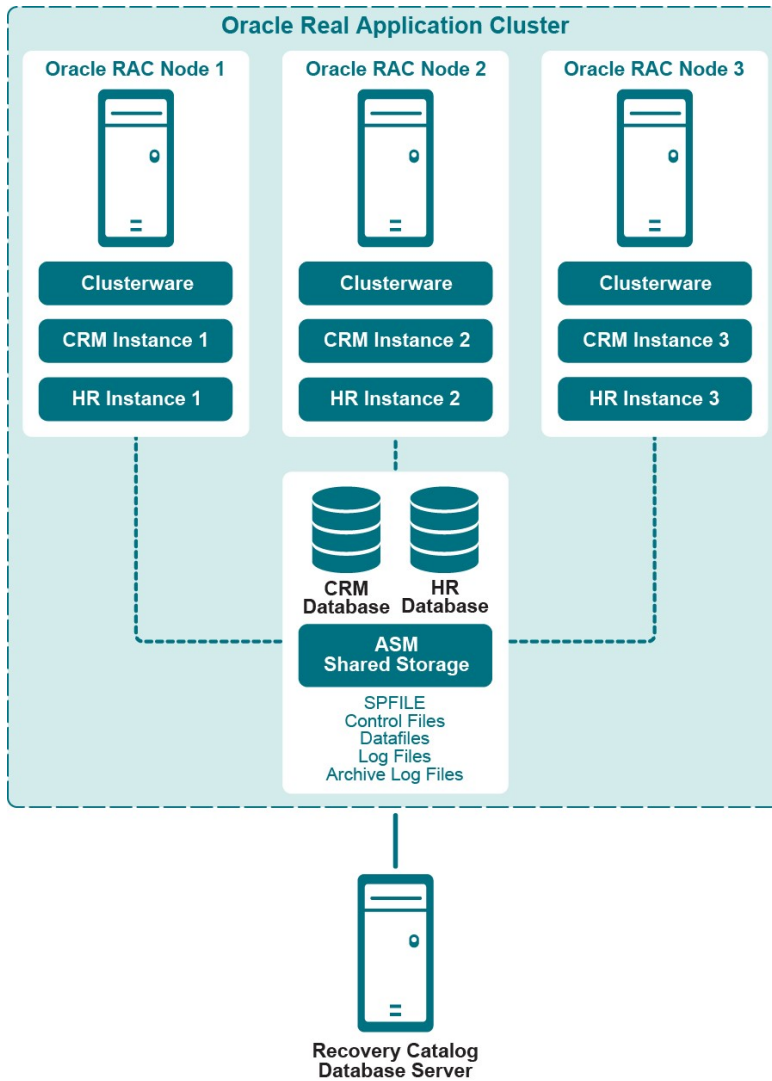 Oracle Real Application Cluster
Oracle RAC Node 1
Clusterware
CRM Instance 1
HR Instance 1
Oracle RAC Node 2
Clusterware
CRM Instance 2
HR Instance 2
Oracle RAC Node 3
Clusterware
CRM Instance 3
HR Instance 3
CRM
Database
HR
Database
ASM
Shared Storage
SPFILE
Control Files
Datafiles
Log Files
Archive Log Files
Recovery Catalog
Database Server